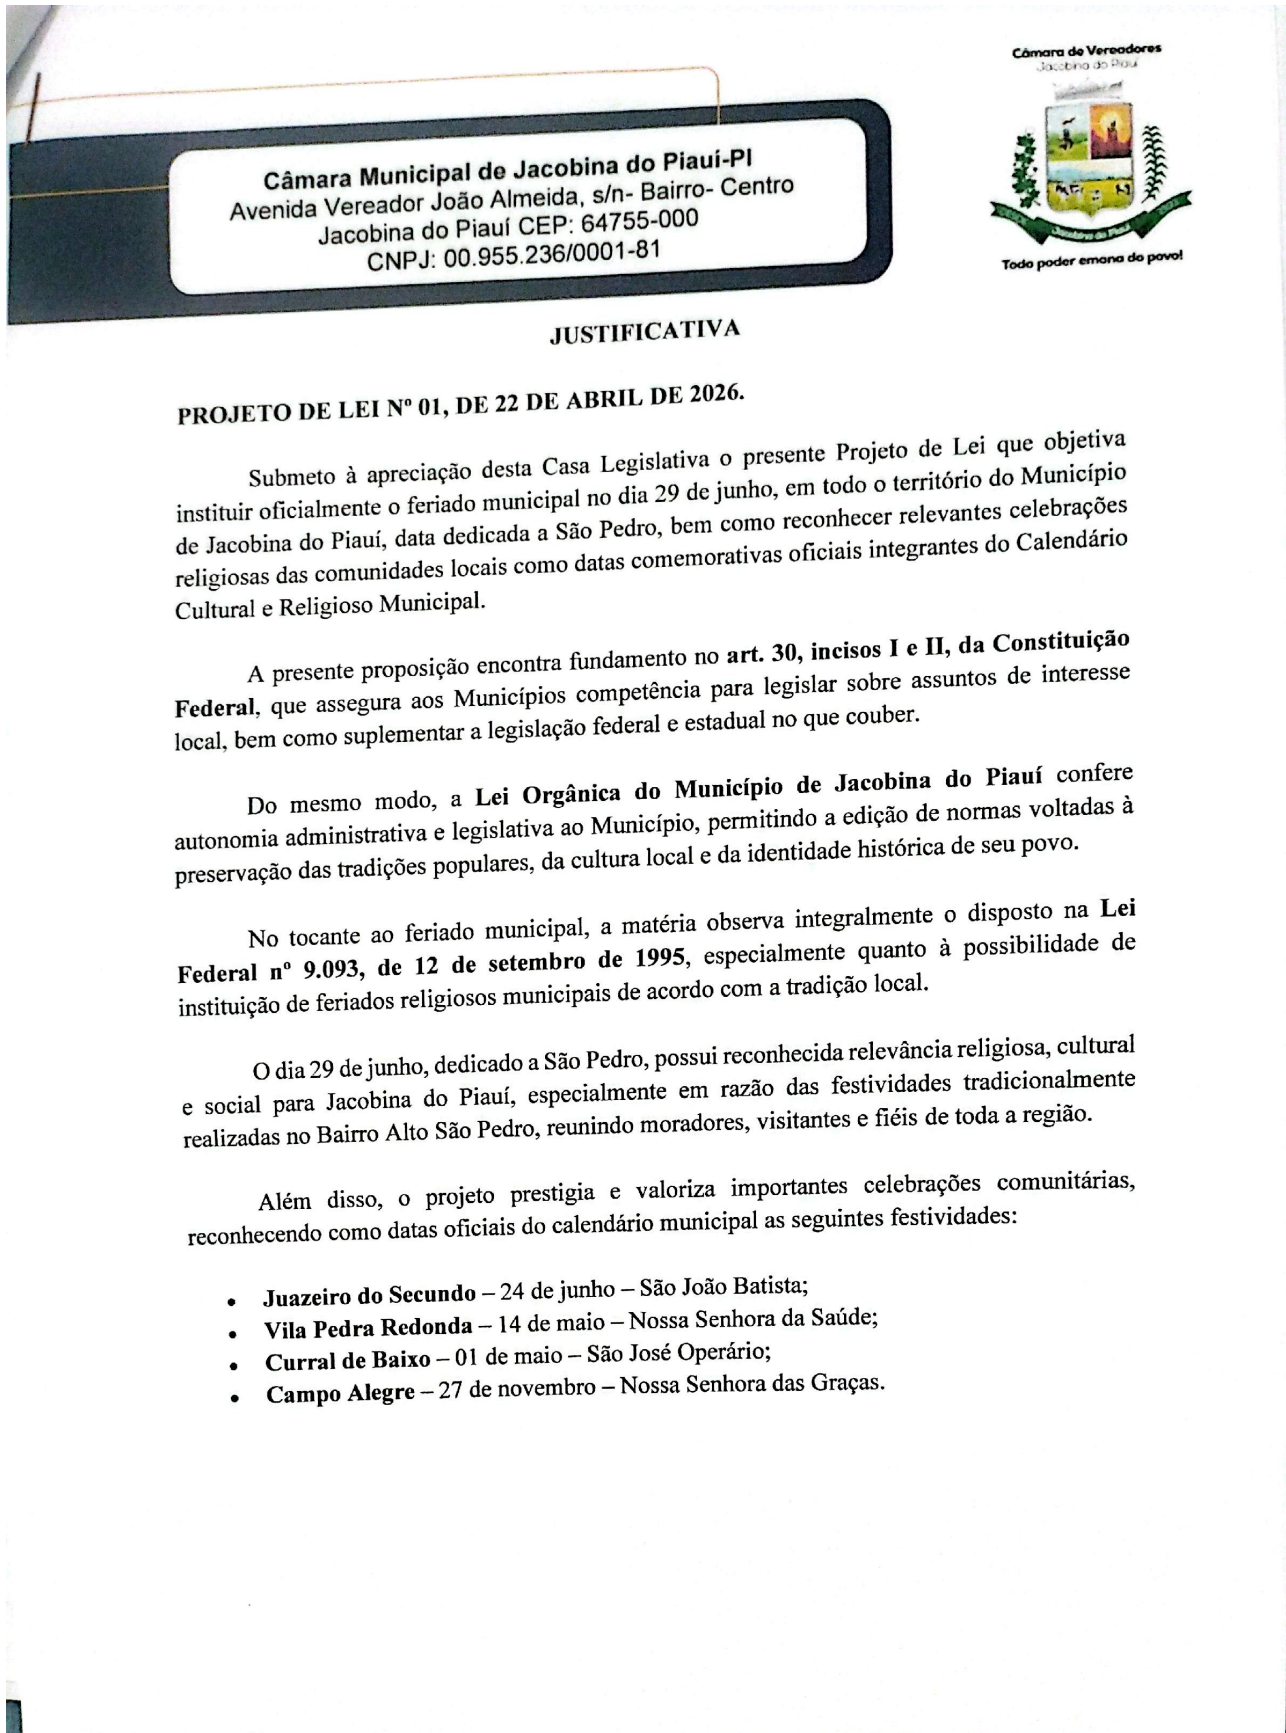 Câmara de Vereadores
Jacobina do Piauí
Jacobina do Piauí
Todo poder emana do povo!
Câmara Municipal de Jacobina do Piauí-PI
Avenida Vereador João Almeida, s/n- Bairro- Centro
Jacobina do Piauí CEP: 64755-000
CNPJ: 00.955.236/0001-81
JUSTIFICATIVA
PROJETO DE LEI Nº 01, DE 22 DE ABRIL DE 2026.
Submeto à apreciação desta Casa Legislativa o presente Projeto de Lei que objetiva
instituir oficialmente o feriado municipal no dia 29 de junho, em todo o território do Município
de Jacobina do Piauí, data dedicada a São Pedro, bem como reconhecer relevantes celebrações
religiosas das comunidades locais como datas comemorativas oficiais integrantes do Calendário
Cultural e Religioso Municipal.
A presente proposição encontra fundamento no art. 30, incisos I e II, da Constituição
Federal, que assegura aos Municípios competência para legislar sobre assuntos de interesse
local, bem como suplementar a legislação federal e estadual no que couber.
Do mesmo modo, a Lei Orgânica do Município de Jacobina do Piauí confere
autonomia administrativa e legislativa ao Município, permitindo a edição de normas voltadas à
preservação das tradições populares, da cultura local e da identidade histórica de seu povo.
No tocante ao feriado municipal, a matéria observa integralmente o disposto na Lei
Federal nº 9.093, de 12 de setembro de 1995, especialmente quanto à possibilidade de
instituição de feriados religiosos municipais de acordo com a tradição local.
O dia 29 de junho, dedicado a São Pedro, possui reconhecida relevância religiosa, cultural
e social para Jacobina do Piauí, especialmente em razão das festividades tradicionalmente
realizadas no Bairro Alto São Pedro, reunindo moradores, visitantes e fiéis de toda a região.
Além disso, o projeto prestigia e valoriza importantes celebrações comunitárias,
reconhecendo como datas oficiais do calendário municipal as seguintes festividades:
• Juazeiro do Secundo – 24 de junho – São João Batista;
• Vila Pedra Redonda – 14 de maio – Nossa Senhora da Saúde;
• Curral de Baixo – 01 de maio – São José Operário;
• Campo Alegre – 27 de novembro – Nossa Senhora das Graças.